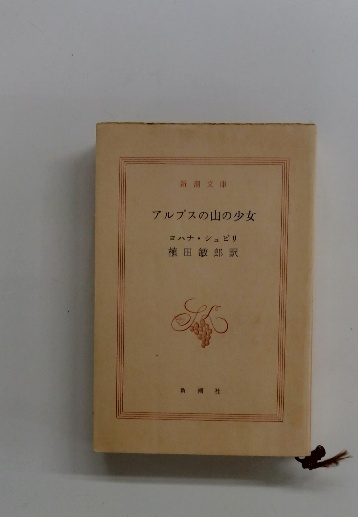 新潮文庫
アルプスの山の少女
ヨハナ・シュピリ
植田敏郎訳
新潮社